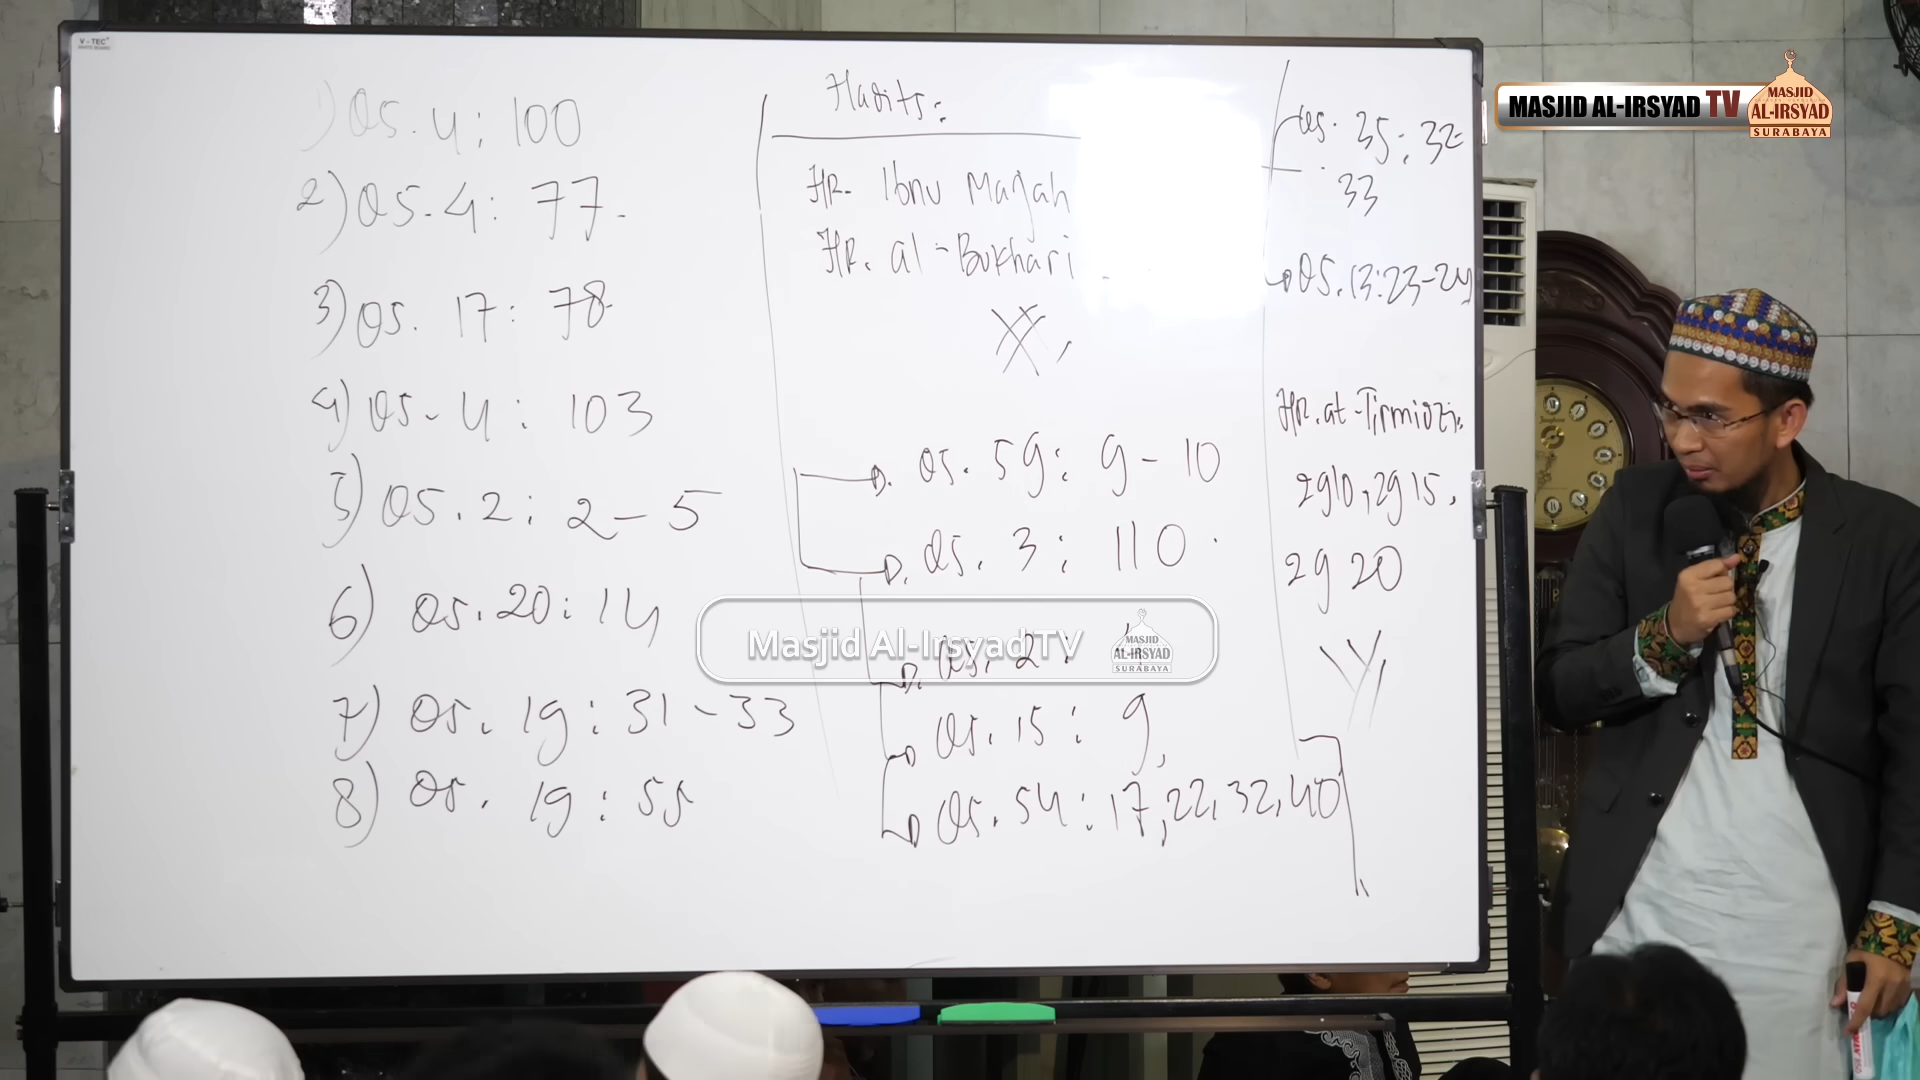 V-TEC
1) QS. 4: 100
2) QS. 4: 77.
3) QS. 17: 78
4) QS. 4: 103
5) QS. 2: 2-5
6) QS. 20: 14
7) QS. 19: 31-33
8) QS. 19: 55
Hadits:
HR. Ibnu Majah
HR. al-Bukhari
QS. 59: 9-10
QS. 3: 110
QS. 2:
QS. 15: 9,
QS. 54: 17,22,32,40
QS. 35: 32-
33
QS. 13:23-24
HR. at-Tirmidzi:
2910, 2915,
2920
MASJID AL-IRSYAD TV
MASJID
AL-IRSYAD
SURABAYA
Masjid Al-Irsyad TV
MASJID
AL-IRSYAD
SURABAYA